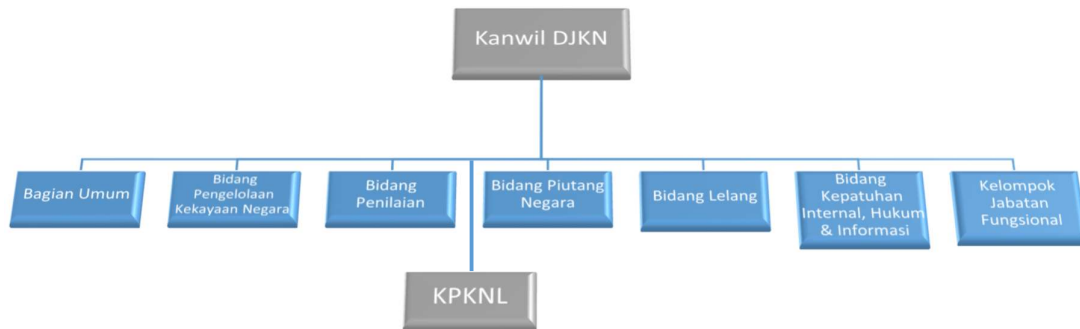 Kanwil DJKN
Bagian Umum
Bidang
Pengelolaan
Kekayaan Negara
Bidang
Penilaian
Bidang Piutang
Negara
Bidang Lelang
Bidang
Kepatuhan
Internal, Hukum
& Informasi
Kelompok
Jabatan
Fungsional
KPKNL